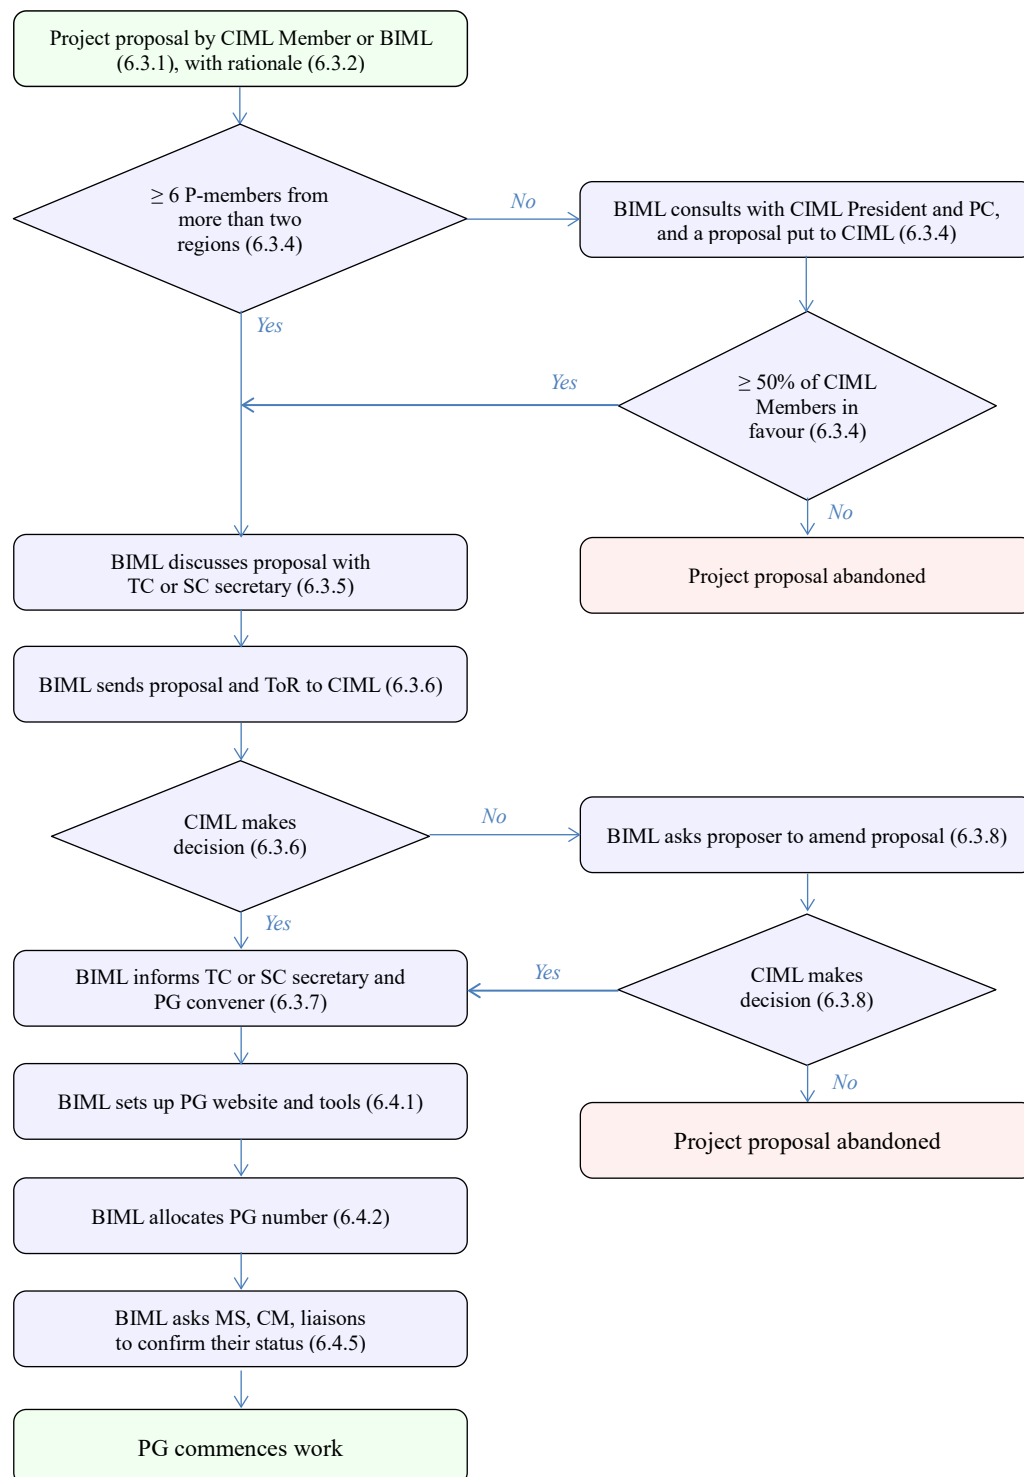 Project proposal by CIML Member or BIML
(6.3.1), with rationale (6.3.2)
≥ 6 P-members from
more than two
regions (6.3.4)
No
BIML consults with CIML President and PC,
and a proposal put to CIML (6.3.4)
Yes
≥ 50% of CIML
Members in
favour (6.3.4)
Yes
No
BIML discusses proposal with
TC or SC secretary (6.3.5)
Project proposal abandoned
BIML sends proposal and ToR to CIML (6.3.6)
CIML makes
decision (6.3.6)
No
BIML asks proposer to amend proposal (6.3.8)
Yes
BIML informs TC or SC secretary and
PG convener (6.3.7)
Yes
CIML makes
decision (6.3.8)
No
BIML sets up PG website and tools (6.4.1)
Project proposal abandoned
BIML allocates PG number (6.4.2)
BIML asks MS, CM, liaisons
to confirm their status (6.4.5)
PG commences work